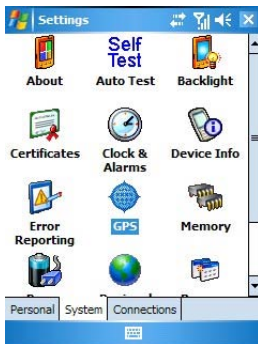 Settings
Self
Test
About
Auto Test
Backlight
Certificates
Clock &
Alarms
Device Info
Error
Reporting
GPS
Memory
Personal
System
Connections